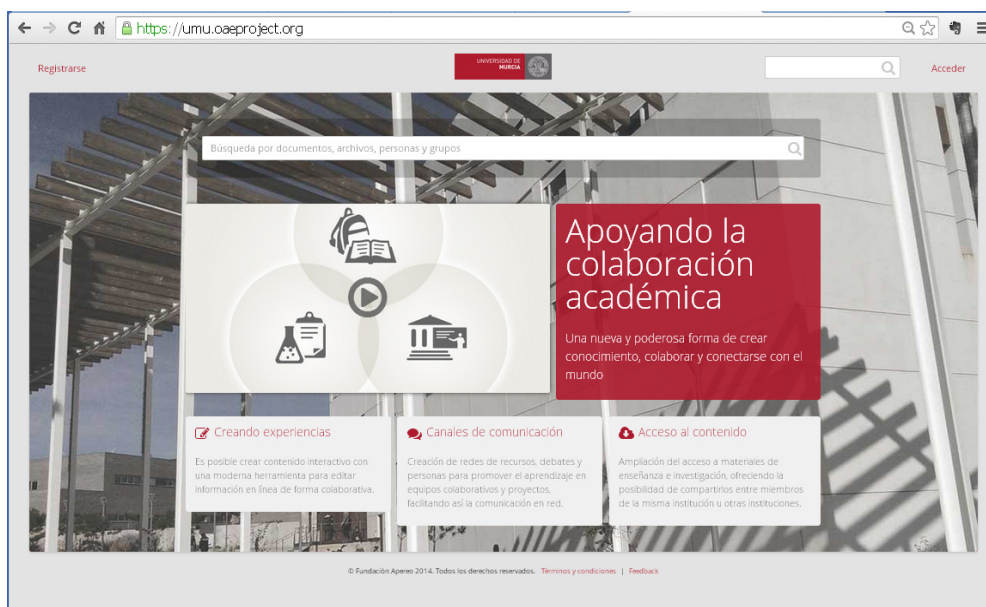 https://umu.oaeproject.org
Registrarse
UNIVERSIDAD DE
MURCIA
Acceder
Búsqueda por documentos, archivos, personas y grupos
Apoyando la
colaboración
académica
Una nueva y poderosa forma de crear
conocimiento, colaborar y conectarse con el
mundo
Creando experiencias
Es posible crear contenido interactivo con
una moderna herramienta para editar
información en línea de forma colaborativa.
Canales de comunicación
Creación de redes de recursos, debates y
personas para promover el aprendizaje en
equipos colaborativos y proyectos,
facilitando así la comunicación en red.
Acceso al contenido
Ampliación del acceso a materiales de
enseñanza e investigación, ofreciendo la
posibilidad de compartirlos entre miembros
de la misma institución u otras instituciones.
© Fundación Apereo 2014. Todos los derechos reservados. Términos y condiciones | Feedback